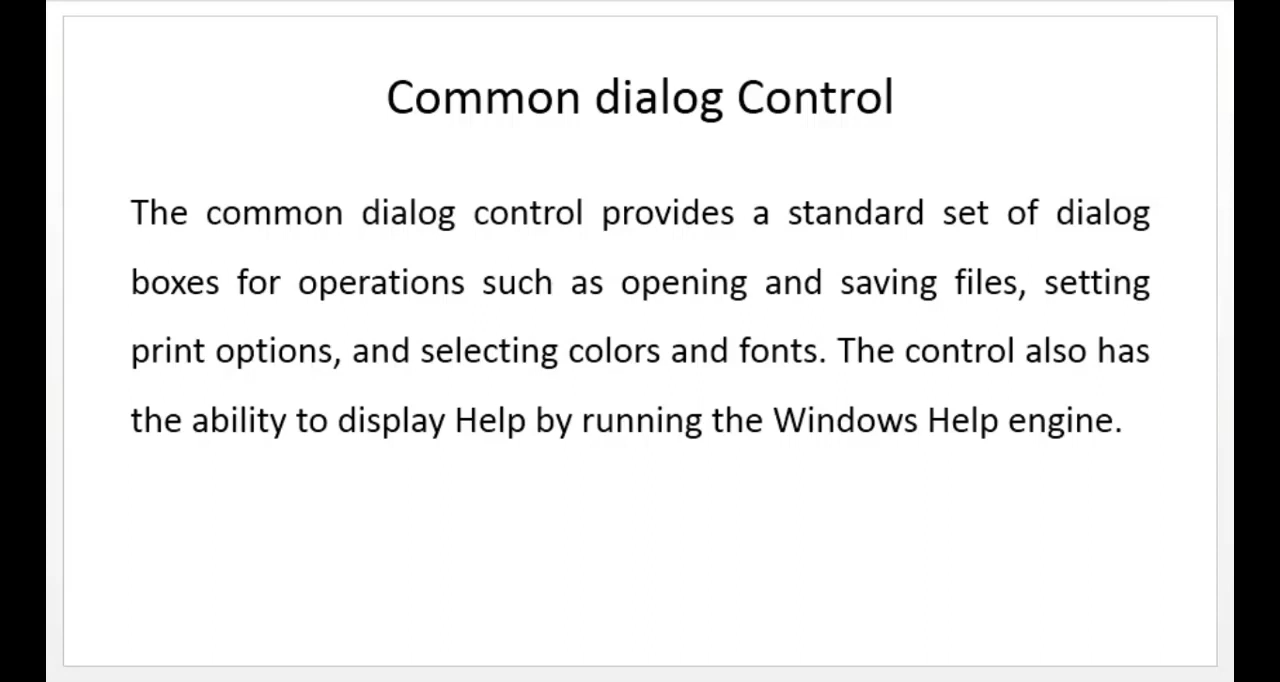 Common dialog Control
The common dialog control provides a standard set of dialog
boxes for operations such as opening and saving files, setting
print options, and selecting colors and fonts. The control also has
the ability to display Help by running the Windows Help engine.